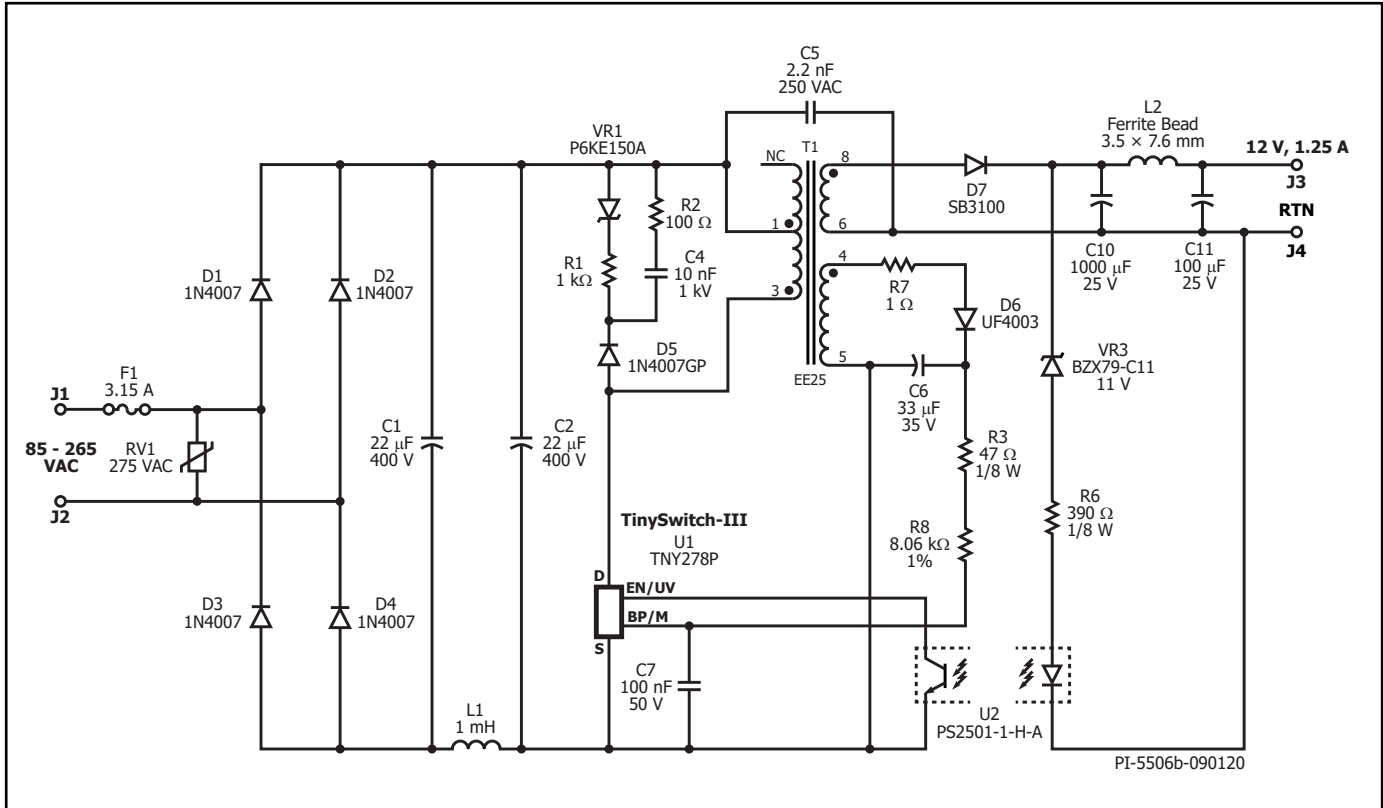 C5
2.2 nF
250 VAC
L2
Ferrite Bead
3.5 × 7.6 mm
VR1
P6KE150A
NC
T1
8
12 V, 1.25 A
J3
D7
SB3100
R2
100 Ω
RTN
1
6
J4
R1
1 kΩ
C4
10 nF
1 kV
4
C10
1000 μF
25 V
C11
100 μF
25 V
D1
1N4007
D2
1N4007
3
R7
1 Ω
D6
UF4003
D5
1N4007GP
5
EE25
VR3
BZX79-C11
11 V
F1
3.15 A
J1
C6
33 μF
35 V
85 - 265
VAC
RV1
275 VAC
C1
22 μF
400 V
C2
22 μF
400 V
R3
47 Ω
1/8 W
J2
R6
390 Ω
1/8 W
TinySwitch-III
U1
TNY278P
R8
8.06 kΩ
1%
D
EN/UV
D3
1N4007
D4
1N4007
BP/M
S
C7
100 nF
50 V
L1
1 mH
U2
PS2501-1-H-A
PI-5506b-090120